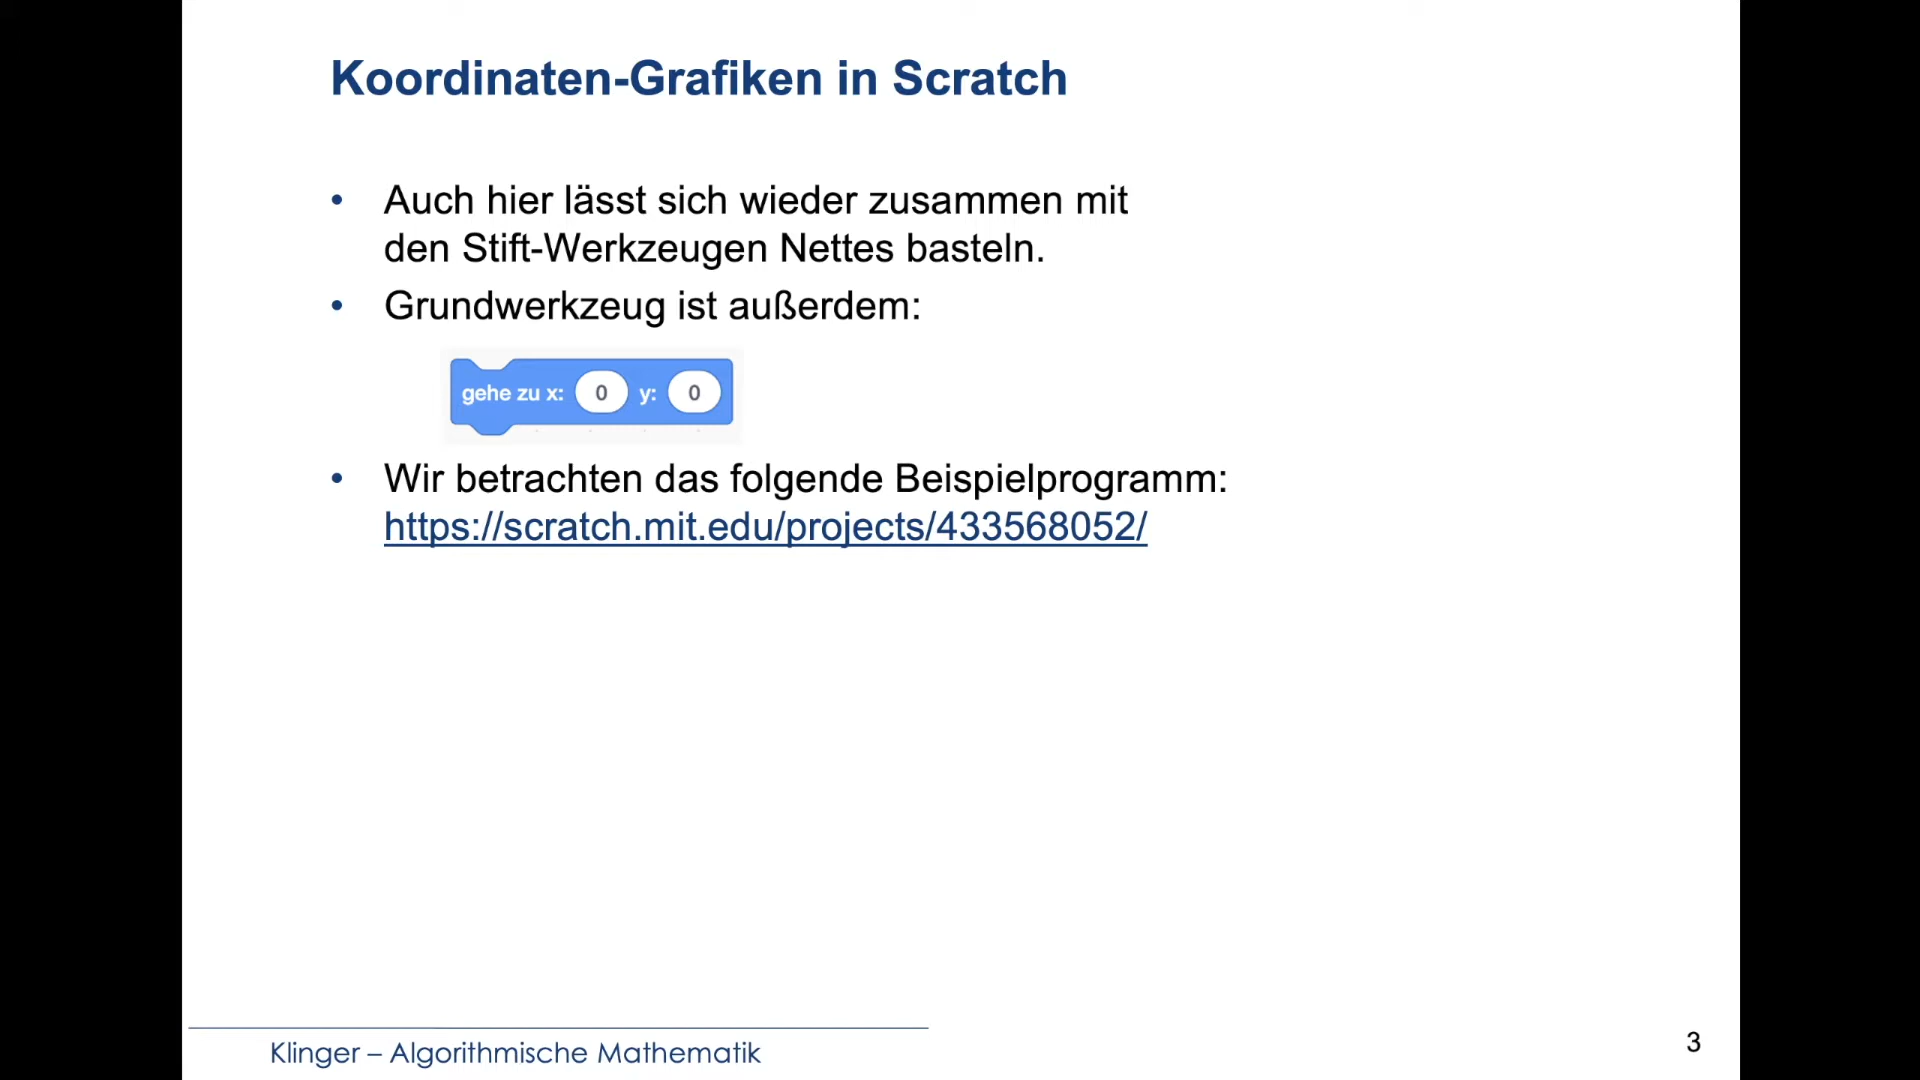 Koordinaten-Grafiken in Scratch
• Auch hier lässt sich wieder zusammen mit
den Stift-Werkzeugen Nettes basteln.
• Grundwerkzeug ist außerdem:
gehe zu x: 0 y: 0
• Wir betrachten das folgende Beispielprogramm:
https://scratch.mit.edu/projects/433568052/
Klinger – Algorithmische Mathematik
3